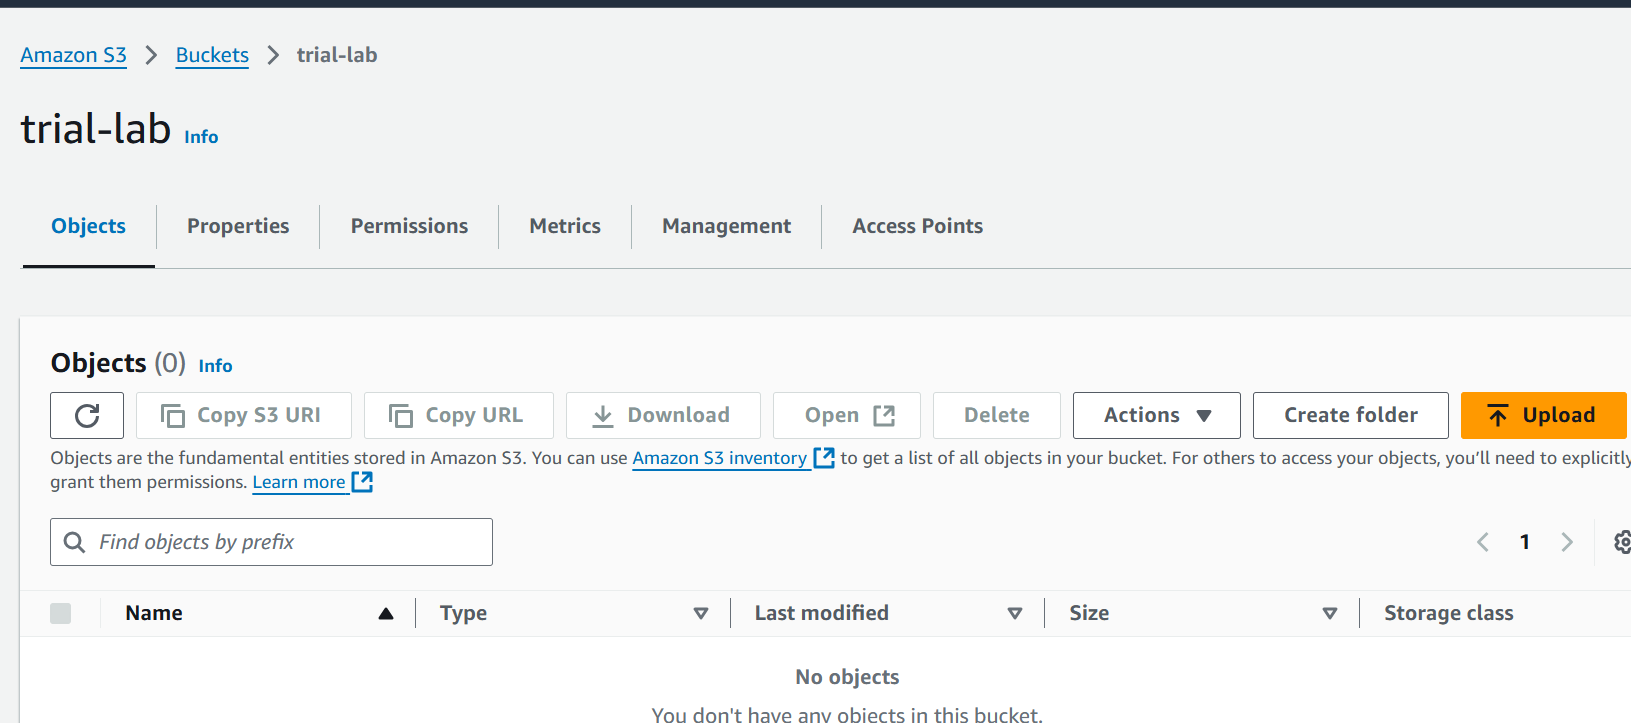 Amazon S3 > Buckets > trial-lab
trial-lab Info
Objects Properties Permissions Metrics Management Access Points
Objects (0) Info
Copy S3 URI Copy URL Download Open Delete Actions Create folder Upload
Objects are the fundamental entities stored in Amazon S3. You can use Amazon S3 inventory to get a list of all objects in your bucket. For others to access your objects, you’ll need to explicitly
grant them permissions. Learn more
Find objects by prefix
1
Name Type Last modified Size Storage class
No objects
You don't have any objects in this bucket.